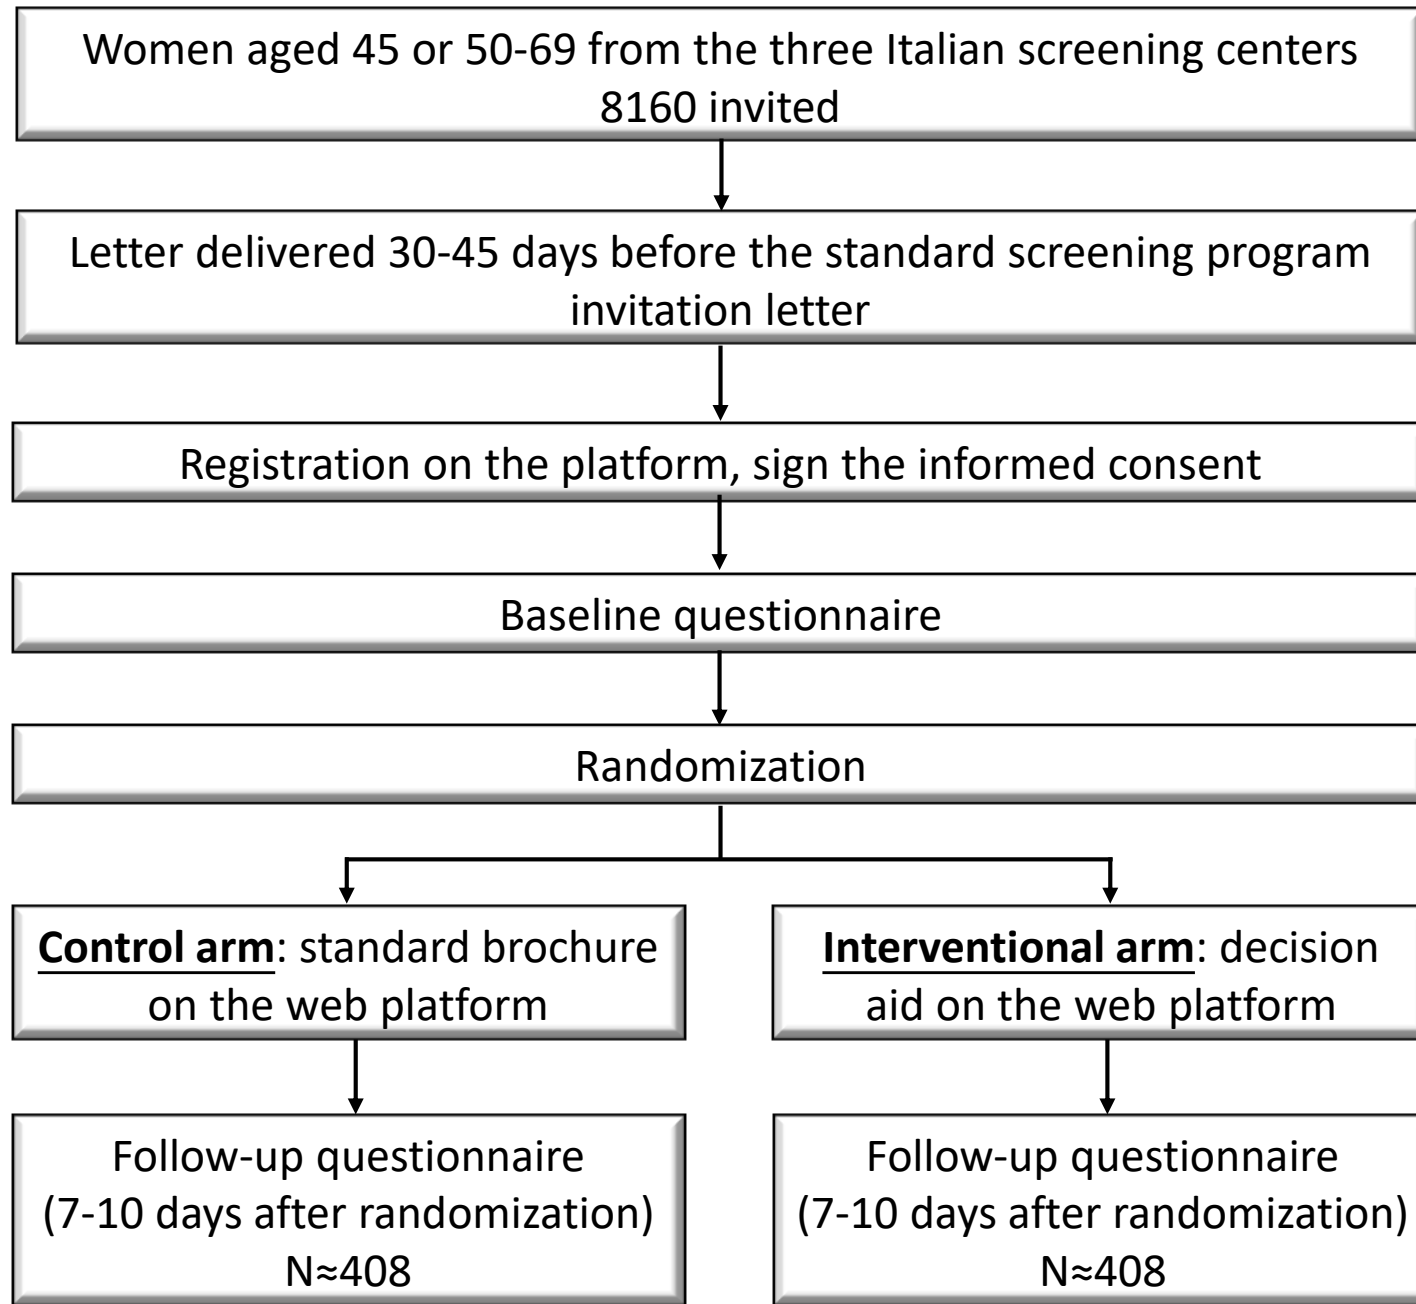 Women aged 45 or 50-69 from the three Italian screening centers
8160 invited
Letter delivered 30-45 days before the standard screening program
invitation letter
Registration on the platform, sign the informed consent
Baseline questionnaire
Randomization
Control arm: standard brochure
on the web platform
Interventional arm: decision
aid on the web platform
Follow-up questionnaire
(7-10 days after randomization)
N≈408
Follow-up questionnaire
(7-10 days after randomization)
N≈408